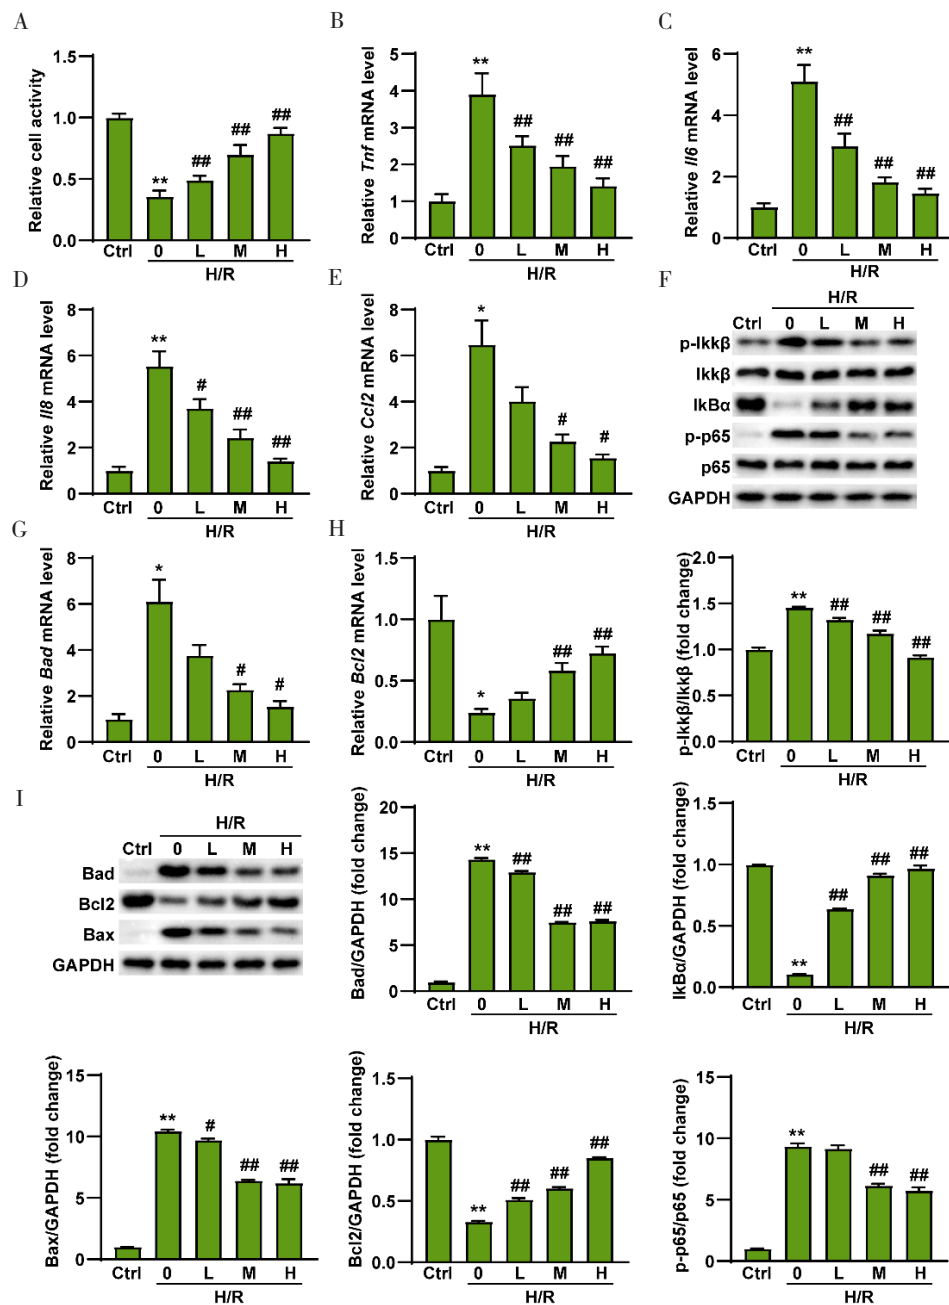 A
Relative cell activity
1.5
1.0
0.5
0.0
**
##
##
##
Ctrl 0 L M H
H/R
B
Relative Tnf mRNA level
5
4
3
2
1
0
**
##
##
##
Ctrl 0 L M H
H/R
C
Relative Il6 mRNA level
6
4
2
0
**
##
##
##
Ctrl 0 L M H
H/R
D
Relative Il8 mRNA level
8
6
4
2
0
**
#
##
##
Ctrl 0 L M H
H/R
E
Relative Ccl2 mRNA level
8
6
4
2
0
*
#
#
Ctrl 0 L M H
H/R
F
H/R
Ctrl 0 L M H
p-Ikkβ
Ikkβ
IkBα
p-p65
p65
GAPDH
G
Relative Bad mRNA level
8
6
4
2
0
*
#
#
Ctrl 0 L M H
H/R
H
Relative Bcl2 mRNA level
1.5
1.0
0.5
0.0
*
##
##
Ctrl 0 L M H
H/R
p-Ikkβ/Ikkβ (fold change)
2.0
1.5
1.0
0.5
0.0
**
##
##
##
Ctrl 0 L M H
H/R
I
H/R
Ctrl 0 L M H
Bad
Bcl2
Bax
GAPDH
Bad/GAPDH (fold change)
20
15
10
5
0
**
##
##
##
Ctrl 0 L M H
H/R
IkBα/GAPDH (fold change)
1.5
1.0
0.5
0.0
**
##
##
##
Ctrl 0 L M H
H/R
Bax/GAPDH (fold change)
15
10
5
0
**
#
##
##
Ctrl 0 L M H
H/R
Bcl2/GAPDH (fold change)
1.5
1.0
0.5
0.0
**
##
##
##
Ctrl 0 L M H
H/R
p-p65/p65 (fold change)
15
10
5
0
**
##
##
Ctrl 0 L M H
H/R